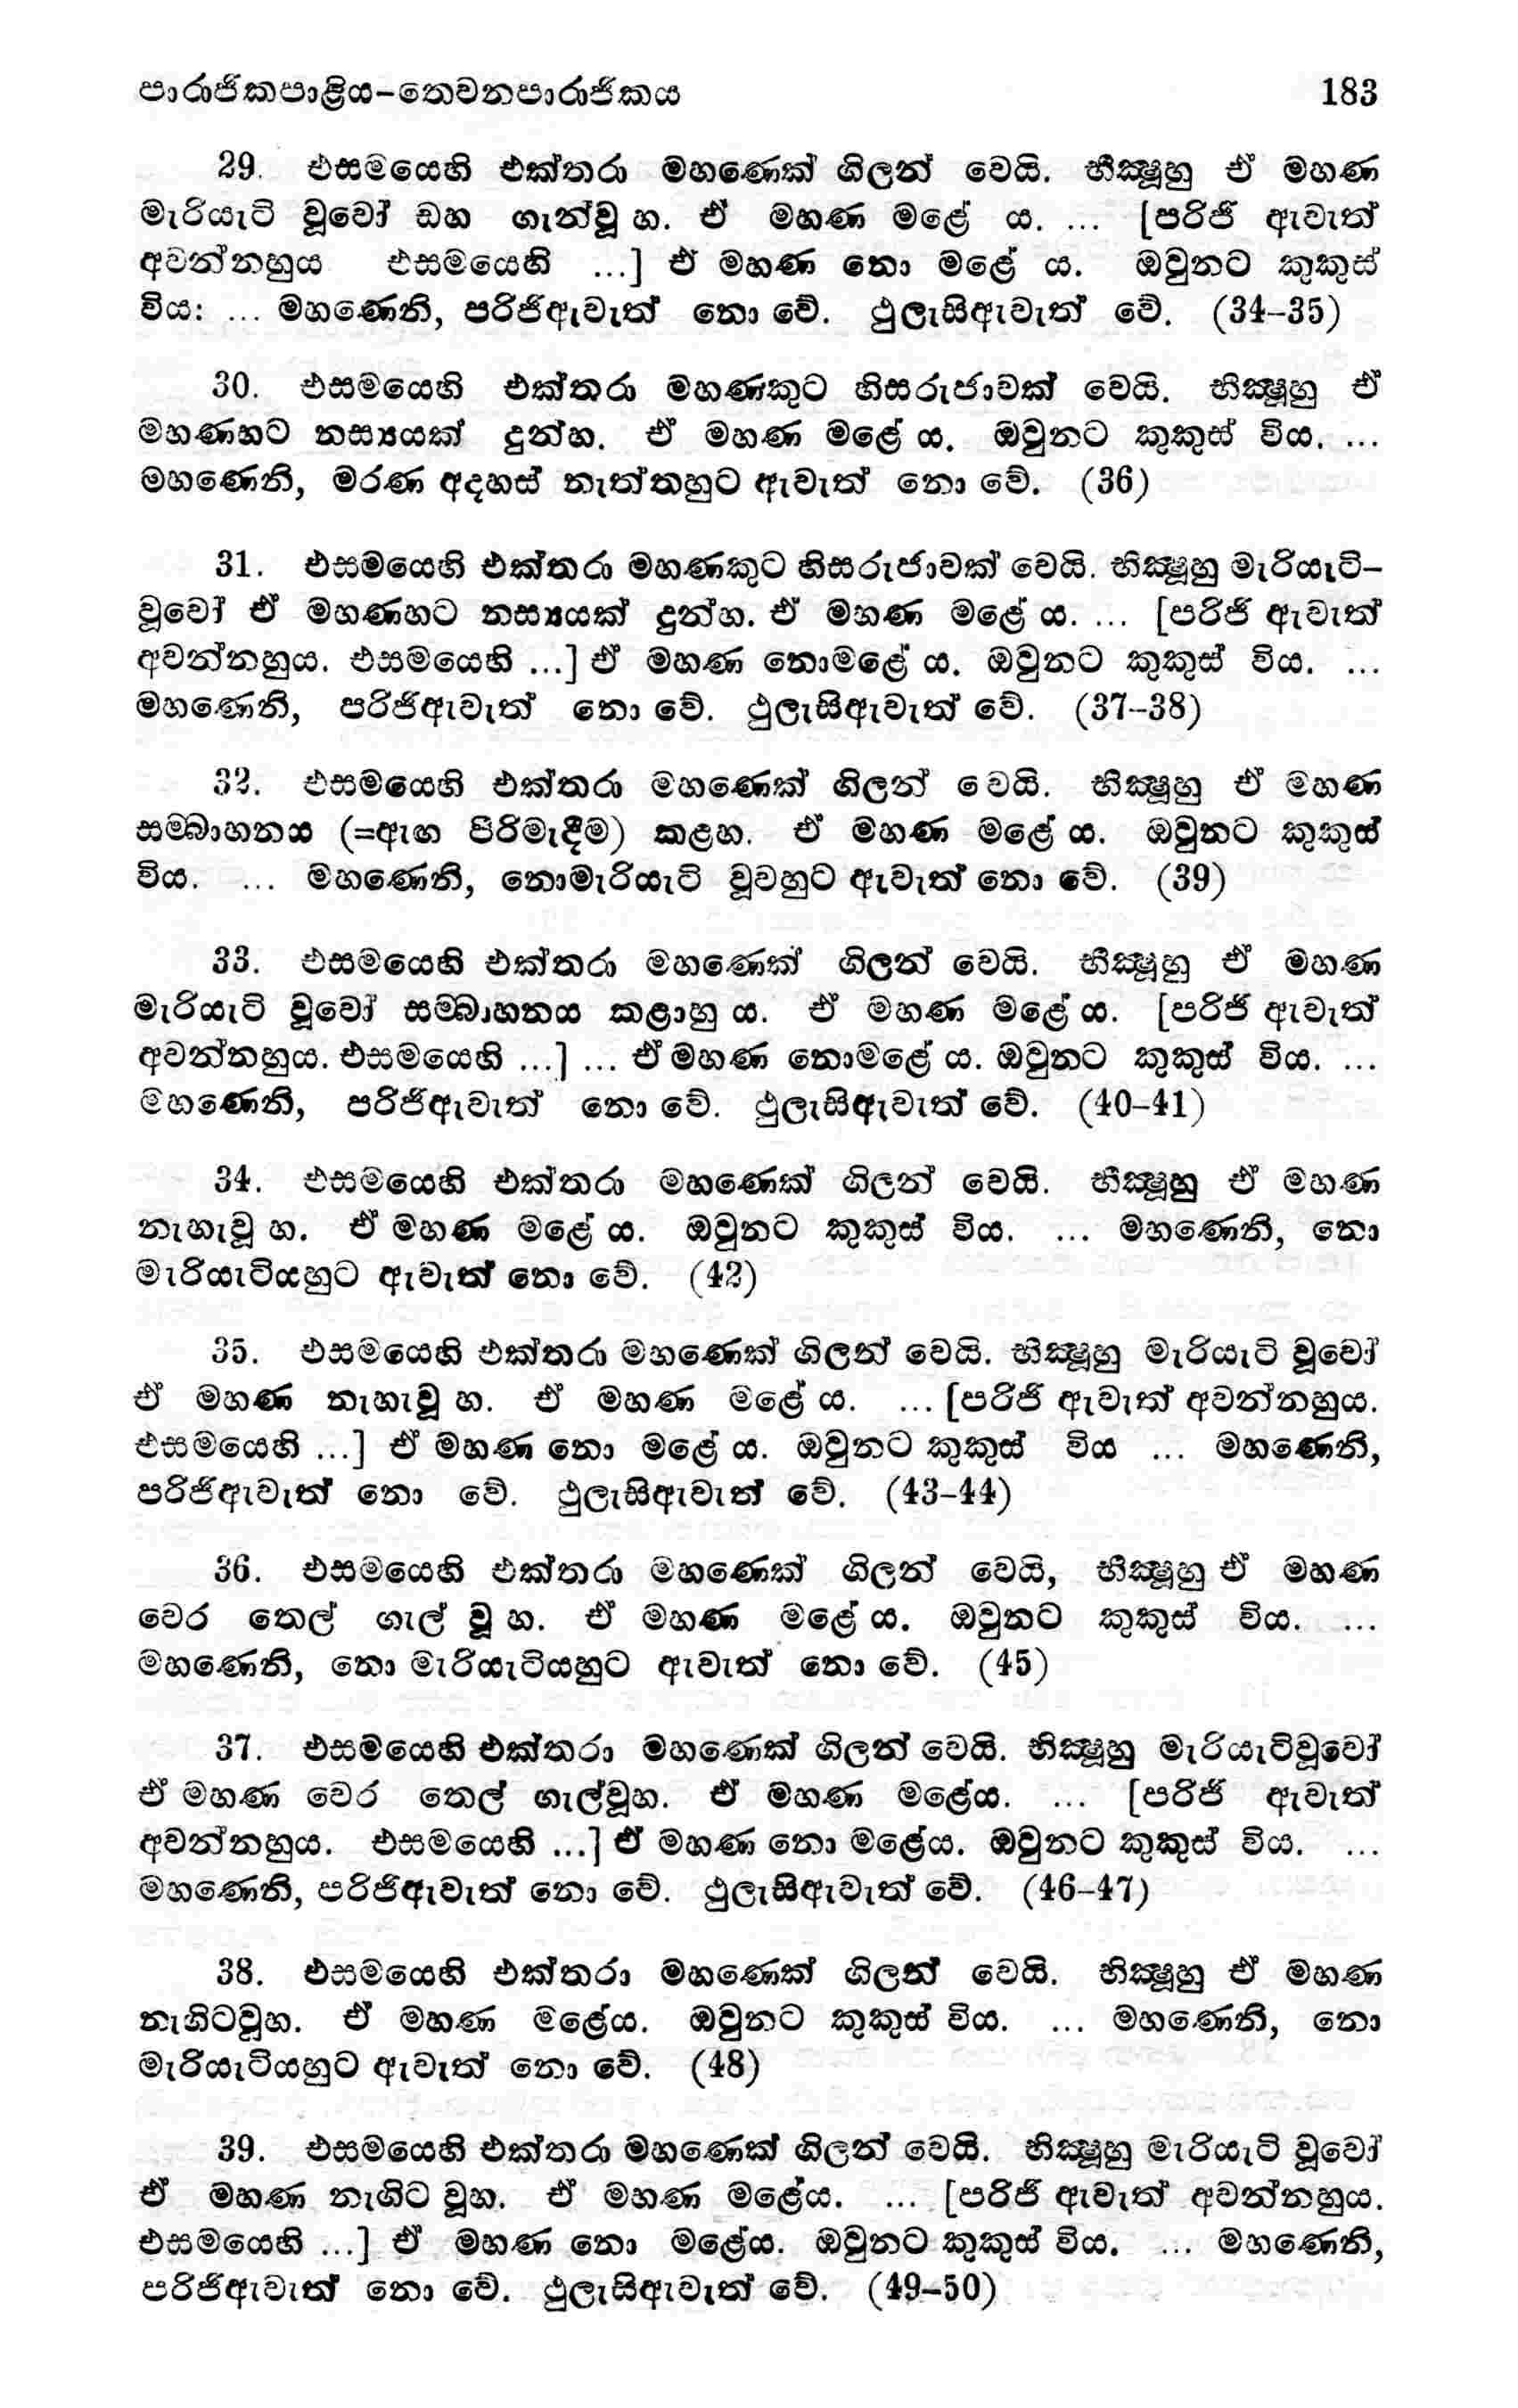 පාරාජිකපාළිය-තෙවනපාරාජිකය 183
29. එසමයෙහි එක්තරා මහණෙක් ගිලන් වෙයි. භික්‍ෂූහු ඒ මහණ
මැරියැටි වූවෝ ඩහ ගැන්වූ හ. ඒ මහණ මළේ ය. ... [පරිජි ඇවැත්
අවන්නහුය එසමයෙහි ...] ඒ මහණ නො මළේ ය. ඔවුනට කුකුස්
විය: ... මහණෙනි, පරිජිඇවැත් නො වේ. ථුලැසිඇවැත් වේ. (34-35)
30. එසමයෙහි එක්තරා මහණකුට හිසරුජාවක් වෙයි. භික්‍ෂූහු ඒ
මහණහට නස්‍යයක් දුන්හ. ඒ මහණ මළේ ය. ඔවුනට කුකුස් විය. ...
මහණෙනි, මරණ අදහස් නැත්තහුට ඇවැත් නො වේ. (36)
31. එසමයෙහි එක්තරා මහණකුට හිසරුජාවක් වෙයි. භික්‍ෂූහු මැරියැටි-
වූවෝ ඒ මහණහට නස්‍යයක් දුන්හ. ඒ මහණ මළේ ය. ... [පරිජි ඇවැත්
අවන්නහුය. එසමයෙහි ...] ඒ මහණ නොමළේ ය. ඔවුනට කුකුස් විය. ...
මහණෙනි, පරිජිඇවැත් නො වේ. ථුලැසිඇවැත් වේ. (37-38)
32. එසමයෙහි එක්තරා මහණෙක් ගිලන් වෙයි. භික්‍ෂූහු ඒ මහණ
සම්බාහනය (=ඇඟ පිරිමැදීම) කළහ. ඒ මහණ මළේ ය. ඔවුනට කුකුස්
විය. ... මහණෙනි, නොමැරියැටි වූවහුට ඇවැත් නො වේ. (39)
33. එසමයෙහි එක්තරා මහණෙක් ගිලන් වෙයි. භික්‍ෂූහු ඒ මහණ
මැරියැටි වූවෝ සම්බාහනය කළාහු ය. ඒ මහණ මළේ ය. [පරිජි ඇවැත්
අවන්නහුය. එසමයෙහි ...] ... ඒ මහණ නොමළේ ය. ඔවුනට කුකුස් විය. ...
මහණෙනි, පරිජිඇවැත් නො වේ. ථුලැසිඇවැත් වේ. (40-41)
34. එසමයෙහි එක්තරා මහණෙක් ගිලන් වෙයි. භික්‍ෂූහු ඒ මහණ
නැහැවූ හ. ඒ මහණ මළේ ය. ඔවුනට කුකුස් විය. ... මහණෙනි, නො
මැරියැටියහුට ඇවැත් නො වේ. (42)
35. එසමයෙහි එක්තරා මහණෙක් ගිලන් වෙයි. භික්‍ෂූහු මැරියැටි වූවෝ
ඒ මහණ නැහැවූ හ. ඒ මහණ මළේ ය. ... [පරිජි ඇවැත් අවන්නහුය.
එසමයෙහි ...] ඒ මහණ නො මළේ ය. ඔවුනට කුකුස් විය ... මහණෙනි,
පරිජිඇවැත් නො වේ. ථුලැසිඇවැත් වේ. (43-44)
36. එසමයෙහි එක්තරා මහණෙක් ගිලන් වෙයි, භික්‍ෂූහු ඒ මහණ
වෙර තෙල් ගැල් වූ හ. ඒ මහණ මළේ ය. ඔවුනට කුකුස් විය. ...
මහණෙනි, නො මැරියැටියහුට ඇවැත් නො වේ. (45)
37. එසමයෙහි එක්තරා මහණෙක් ගිලන් වෙයි. භික්‍ෂූහු මැරියැටිවූවෝ
ඒ මහණ වෙර තෙල් ගැල්වූහ. ඒ මහණ මළේය. ... [පරිජි ඇවැත්
අවන්නහුය. එසමයෙහි ...] ඒ මහණ නො මළේය. ඔවුනට කුකුස් විය. ...
මහණෙනි, පරිජිඇවැත් නො වේ. ථුලැසිඇවැත් වේ. (46-47)
38. එසමයෙහි එක්තරා මහණෙක් ගිලන් වෙයි. භික්‍ෂූහු ඒ මහණ
නැගිටවූහ. ඒ මහණ මළේය. ඔවුනට කුකුස් විය. ... මහණෙනි, නො
මැරියැටියහුට ඇවැත් නො වේ. (48)
39. එසමයෙහි එක්තරා මහණෙක් ගිලන් වෙයි. භික්‍ෂූහු මැරියැටි වූවෝ
ඒ මහණ නැගිට වූහ. ඒ මහණ මළේය. ... [පරිජි ඇවැත් අවන්නහුය.
එසමයෙහි ...] ඒ මහණ නො මළේය. ඔවුනට කුකුස් විය. ... මහණෙනි,
පරිජිඇවැත් නො වේ. ථුලැසිඇවැත් වේ. (49-50)